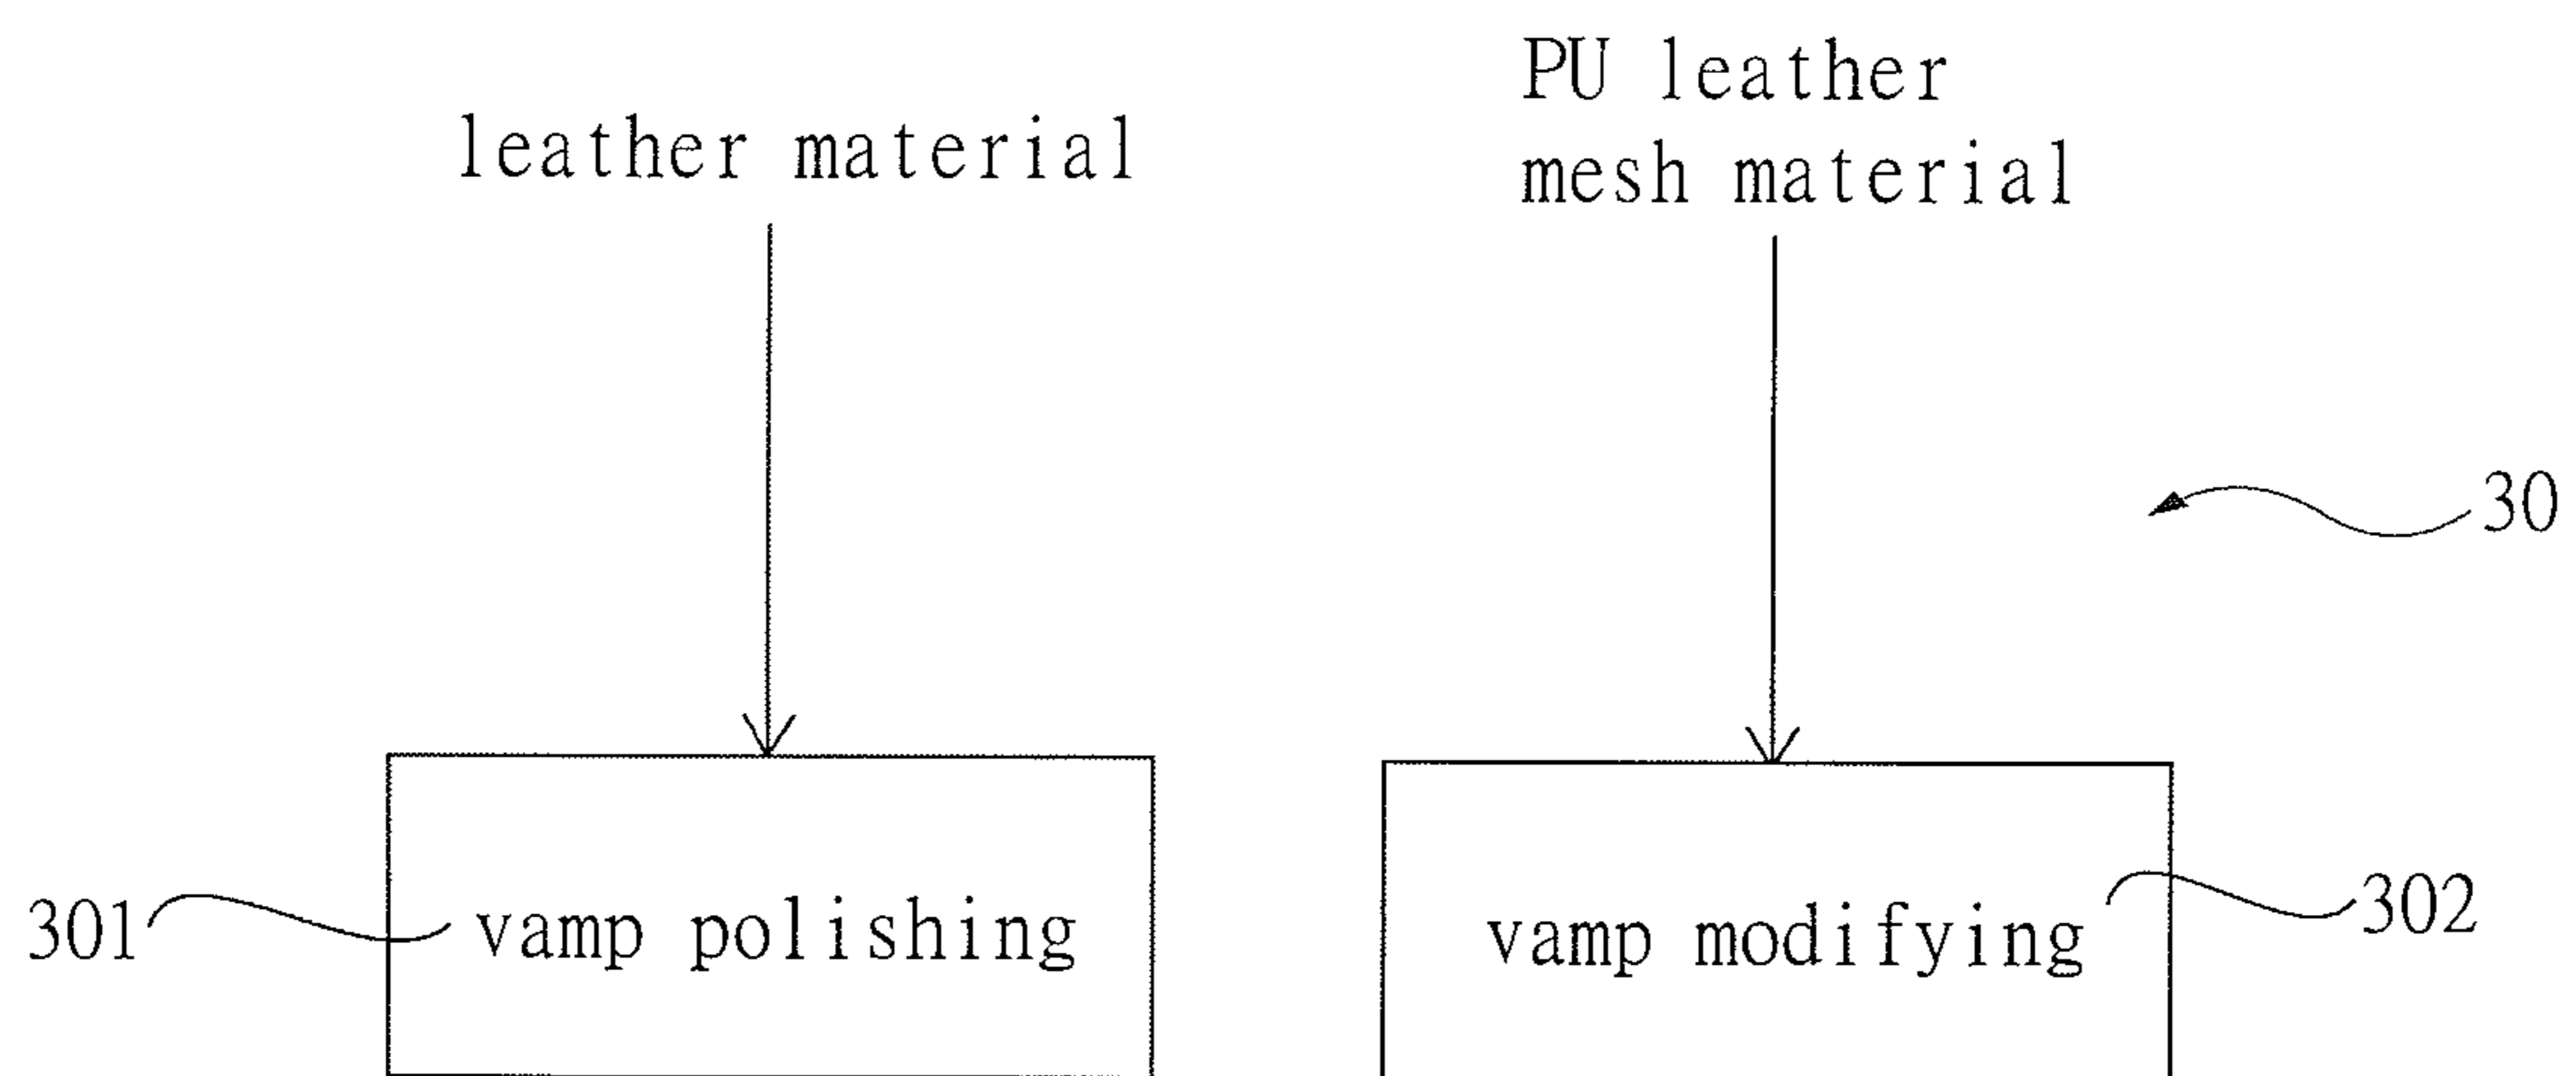 leather material
PU leather
mesh material
30
301
vamp polishing
vamp modifying
302